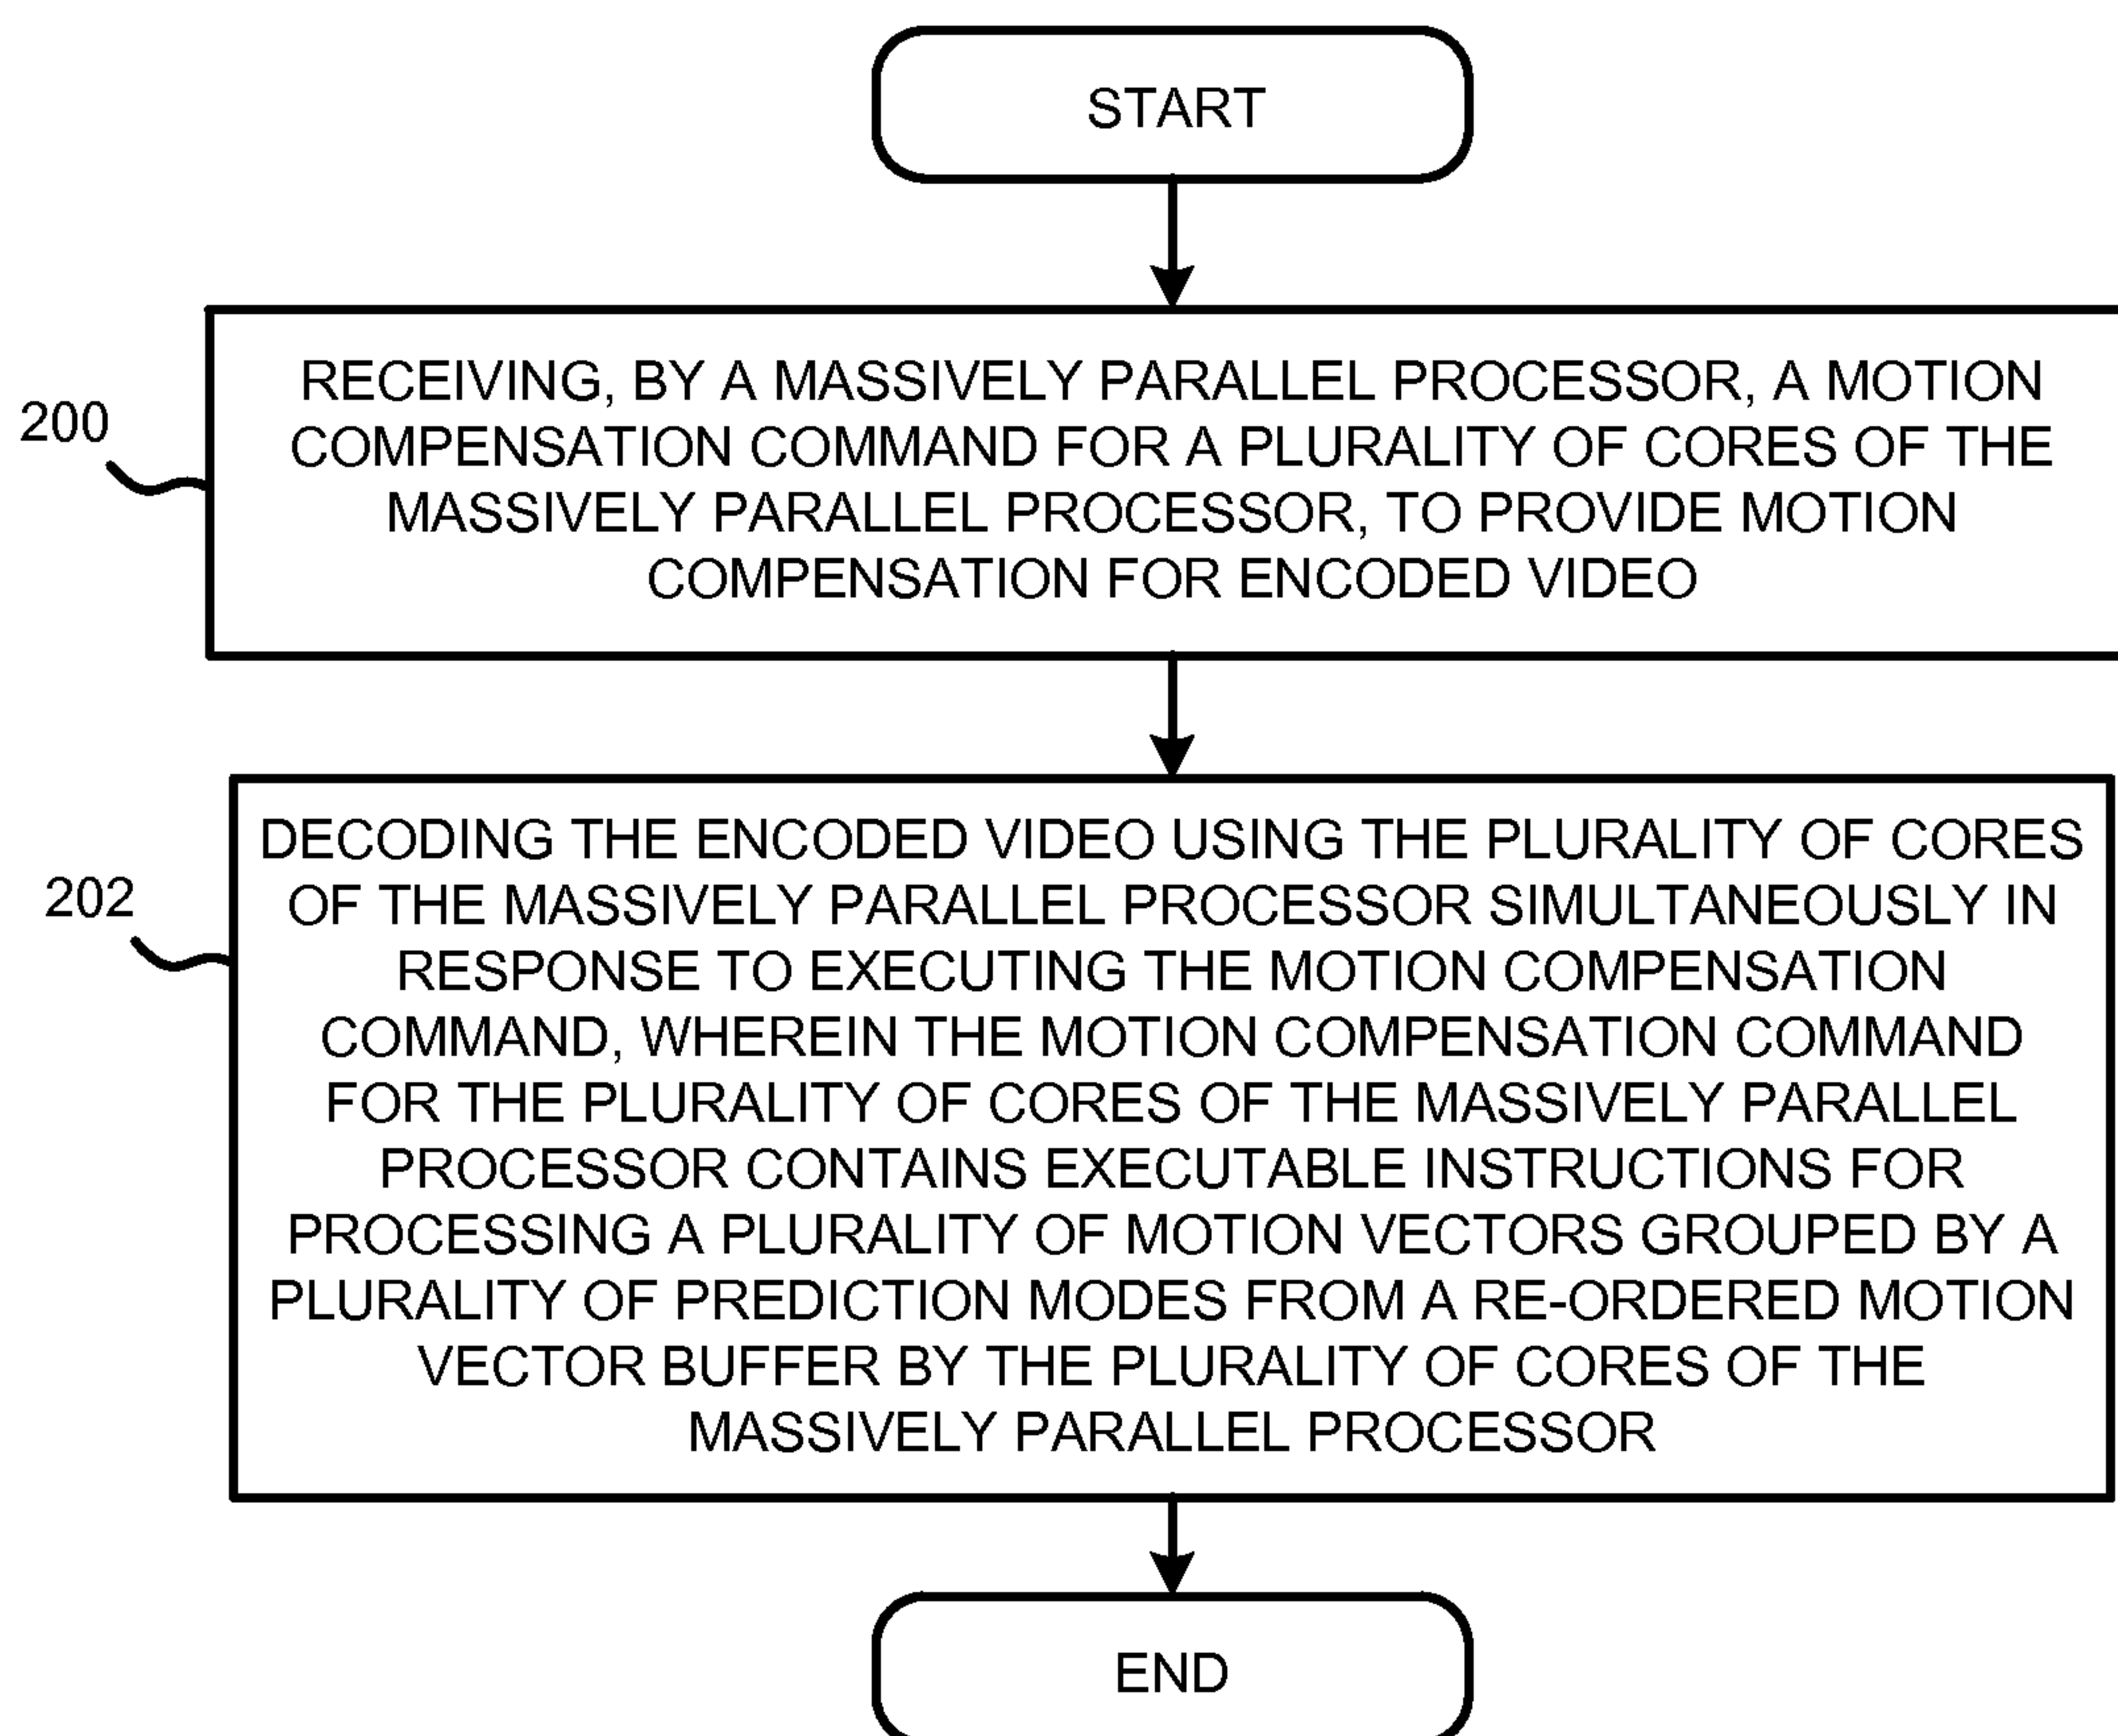 START
200
RECEIVING, BY A MASSIVELY PARALLEL PROCESSOR, A MOTION
COMPENSATION COMMAND FOR A PLURALITY OF CORES OF THE
MASSIVELY PARALLEL PROCESSOR, TO PROVIDE MOTION
COMPENSATION FOR ENCODED VIDEO
202
DECODING THE ENCODED VIDEO USING THE PLURALITY OF CORES
OF THE MASSIVELY PARALLEL PROCESSOR SIMULTANEOUSLY IN
RESPONSE TO EXECUTING THE MOTION COMPENSATION
COMMAND, WHEREIN THE MOTION COMPENSATION COMMAND
FOR THE PLURALITY OF CORES OF THE MASSIVELY PARALLEL
PROCESSOR CONTAINS EXECUTABLE INSTRUCTIONS FOR
PROCESSING A PLURALITY OF MOTION VECTORS GROUPED BY A
PLURALITY OF PREDICTION MODES FROM A RE-ORDERED MOTION
VECTOR BUFFER BY THE PLURALITY OF CORES OF THE
MASSIVELY PARALLEL PROCESSOR
END